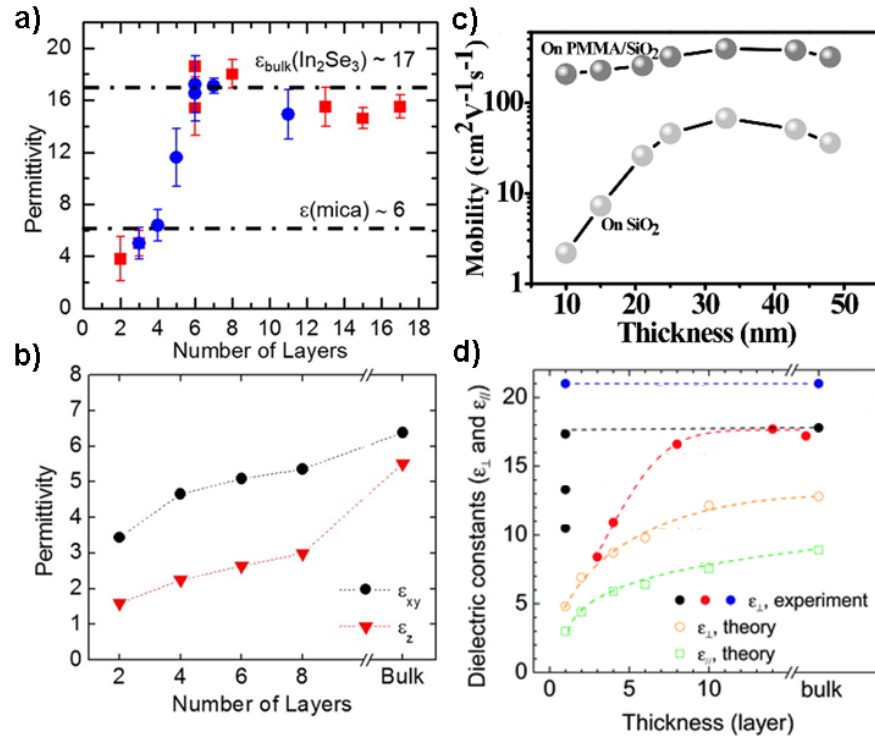 a)
20
16
12
8
4
0
Permittivity
ε_bulk(In₂Se₃) ~ 17
ε(mica) ~ 6
0 2 4 6 8 10 12 14 16 18
Number of Layers
c)
100
10
1
Mobility (cm²V⁻¹s⁻¹)
On PMMA/SiO₂
On SiO₂
10 20 30 40 50
Thickness (nm)
b)
8
7
6
5
4
3
2
1
0
Permittivity
ε_xy
ε_z
2 4 6 8 Bulk
Number of Layers
d)
20
15
10
5
0
Dielectric constants (ε⊥ and ε//)
ε⊥, experiment
ε⊥, theory
ε//, theory
0 5 10 bulk
Thickness (layer)